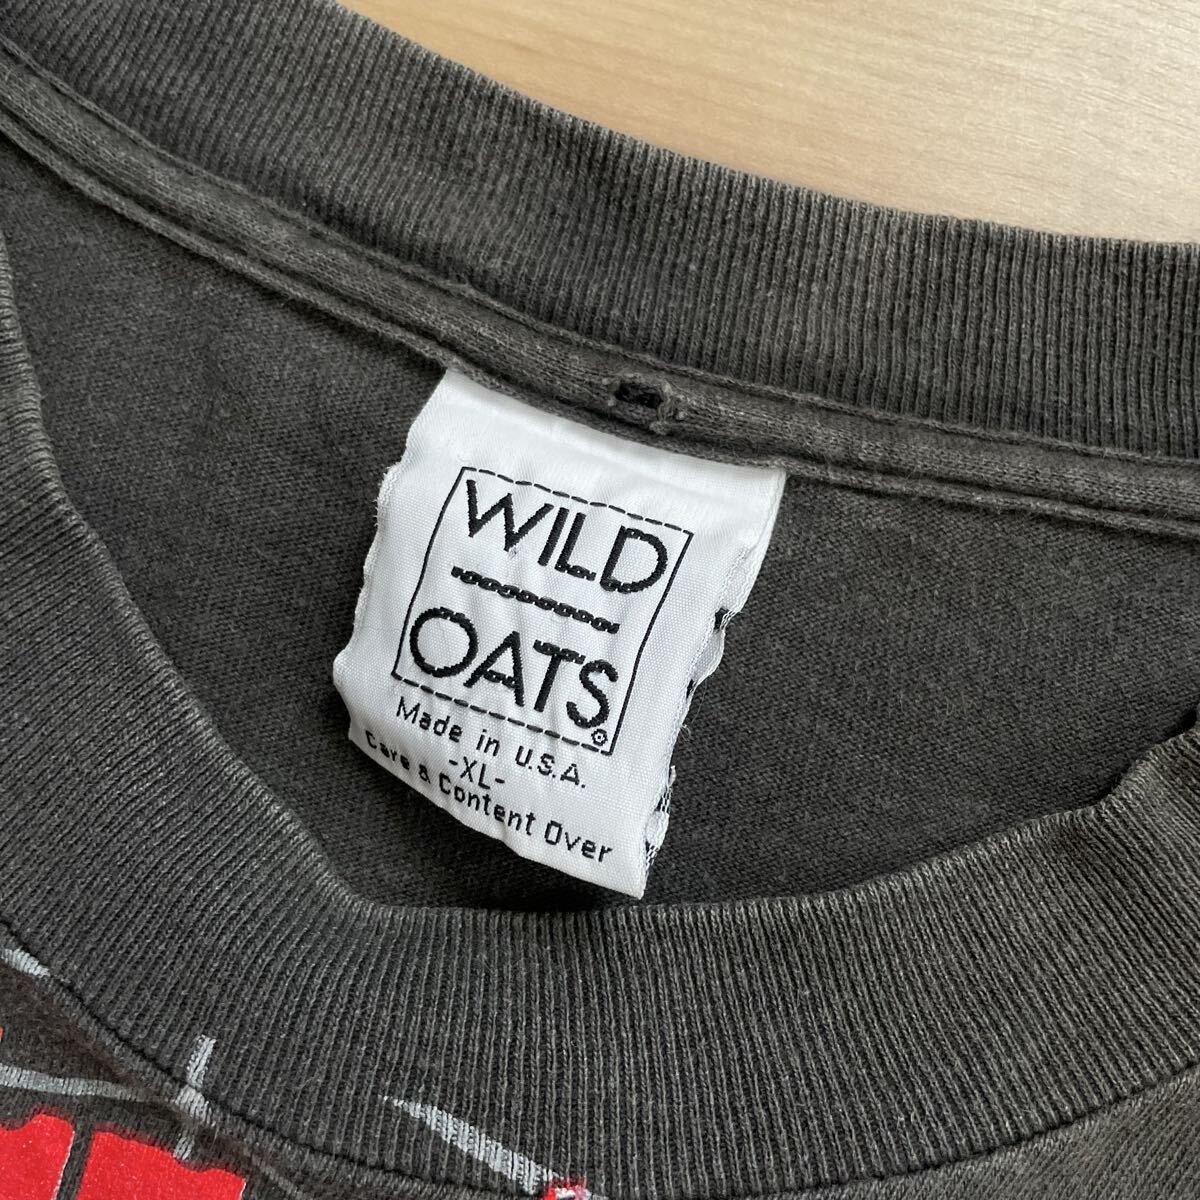 WILD
OATS®
Made in U.S.A.
-XL-
Care & Content Over